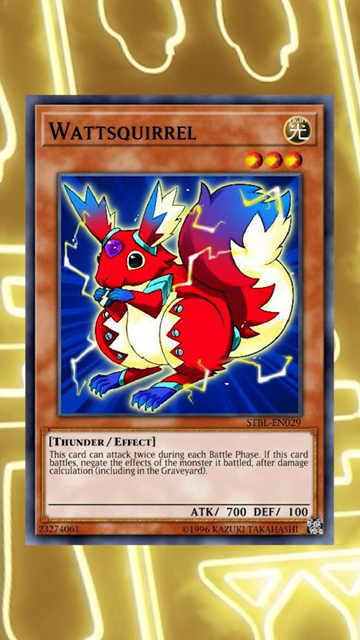 WATTSQUIRREL
LIGHT
光
STBL-EN029
[THUNDER / EFFECT]
This card can attack twice during each Battle Phase. If this card
battles, negate the effects of the monster it battled, after damage
calculation (including in the Graveyard).
ATK/ 700 DEF/ 100
23274061
©1996 KAZUKI TAKAHASHI